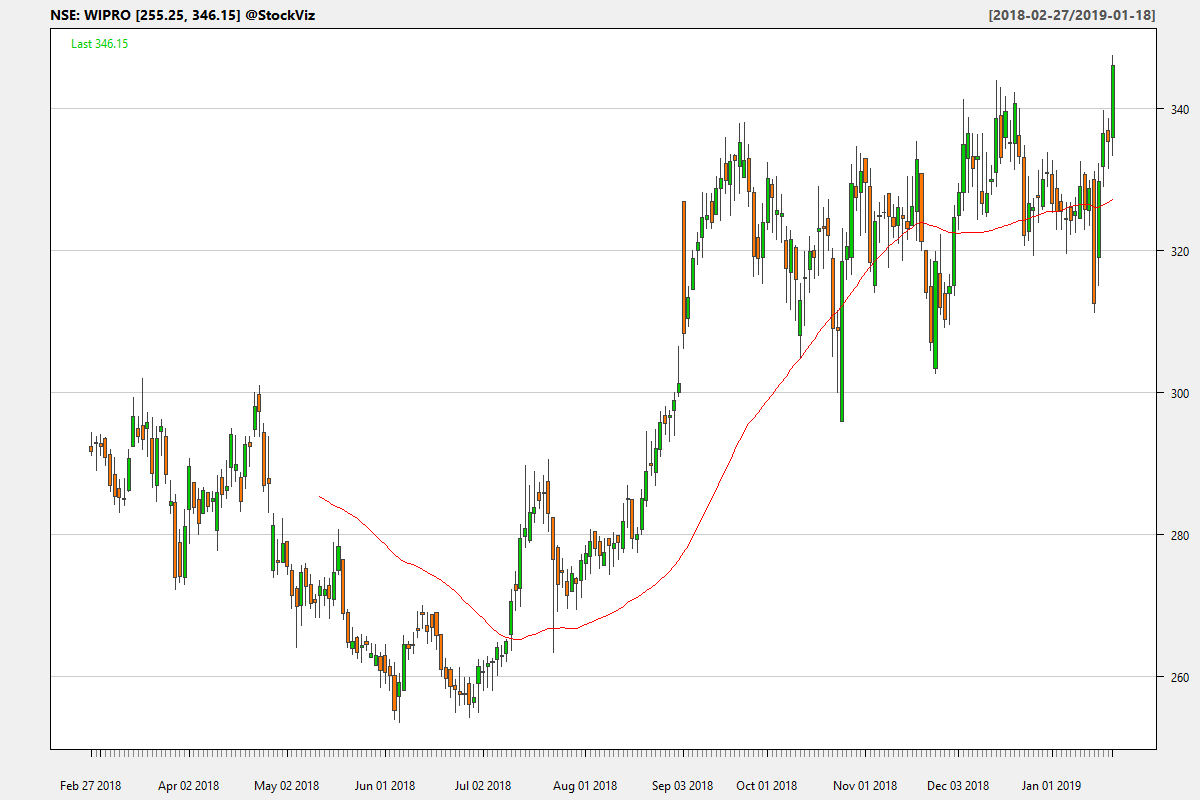 NSE: WIPRO [255.25, 346.15] @StockViz
[2018-02-27/2019-01-18]
Last 346.15
340
320
300
280
260
Feb 27 2018
Apr 02 2018
May 02 2018
Jun 01 2018
Jul 02 2018
Aug 01 2018
Sep 03 2018
Oct 01 2018
Nov 01 2018
Dec 03 2018
Jan 01 2019